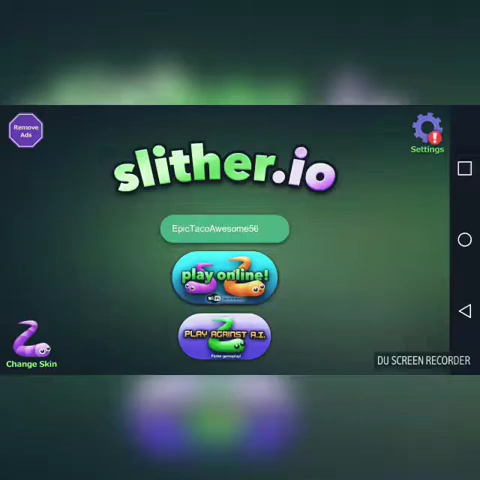 Remove
Ads
Settings
slither.io
EpicTacoAwesome56
play online!
PLAY AGAINST A.I.
Change Skin
DU SCREEN RECORDER